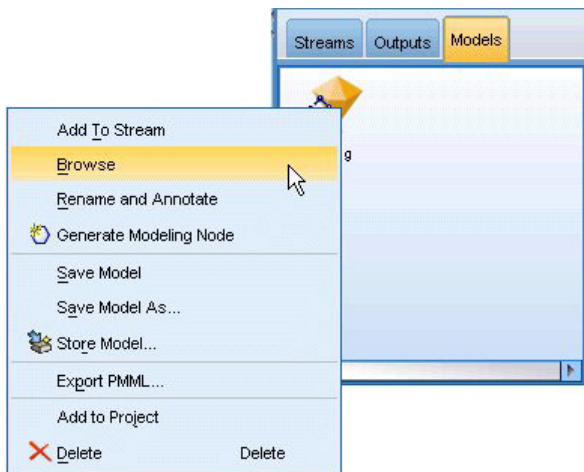 Streams Outputs Models
g
Add To Stream
Browse
Rename and Annotate
Generate Modeling Node
Save Model
Save Model As...
Store Model...
Export PMML...
Add to Project
Delete Delete